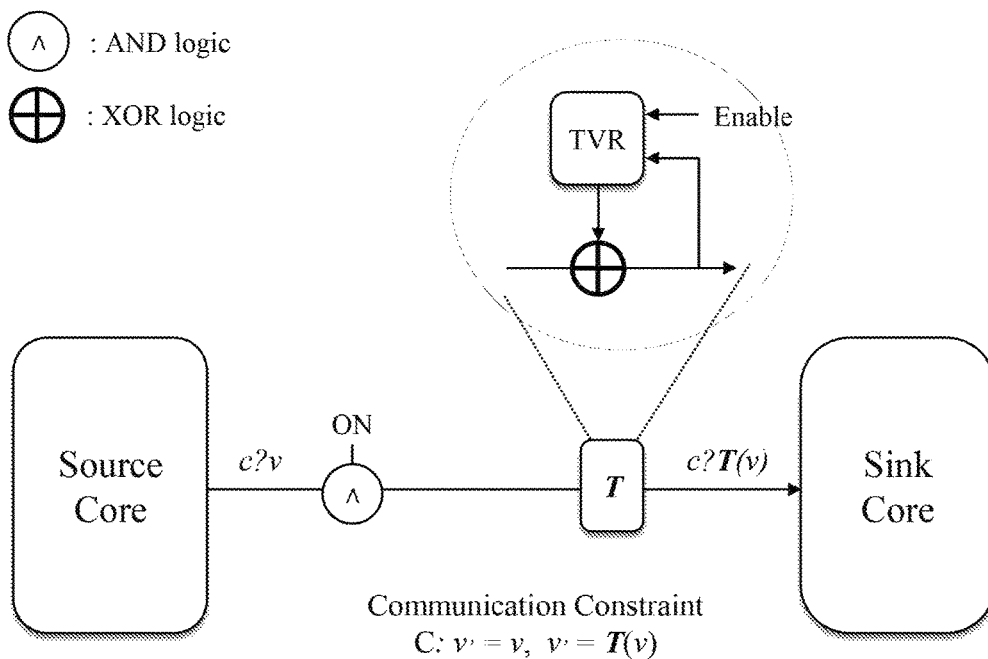 ∧ : AND logic
⊕ : XOR logic
TVR
Enable
ON
Source
Core
c?v
∧
T
c?T(v)
Sink
Core
Communication Constraint
C: v' = v, v' = T(v)